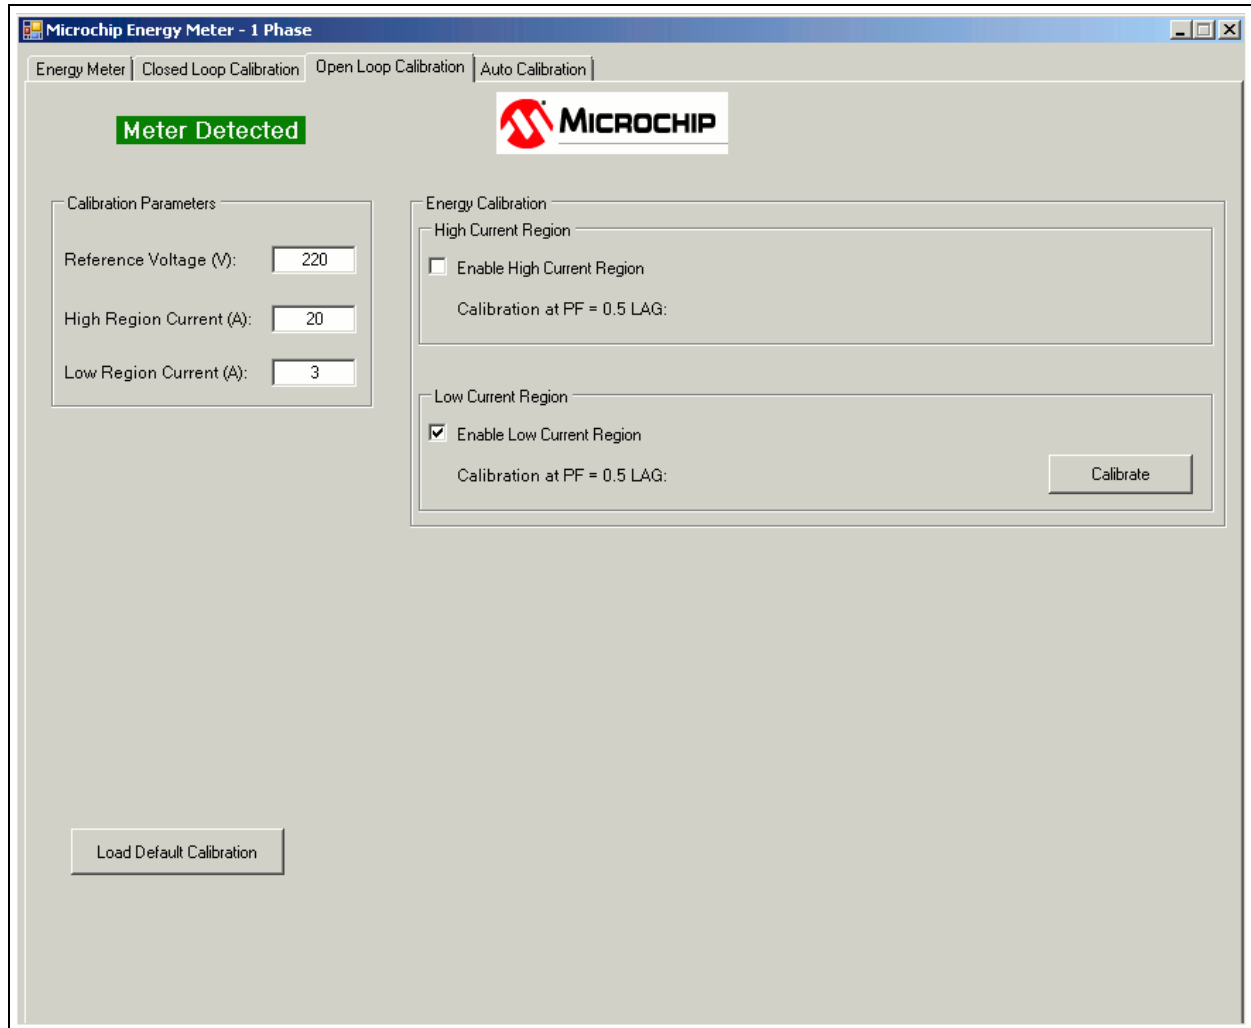 Microchip Energy Meter - 1 Phase
Energy Meter Closed Loop Calibration Open Loop Calibration Auto Calibration
Meter Detected
MICROCHIP
Calibration Parameters
Reference Voltage (V): 220
High Region Current (A): 20
Low Region Current (A): 3
Energy Calibration
High Current Region
Enable High Current Region
Calibration at PF = 0.5 LAG:
Low Current Region
Enable Low Current Region
Calibration at PF = 0.5 LAG:
Calibrate
Load Default Calibration